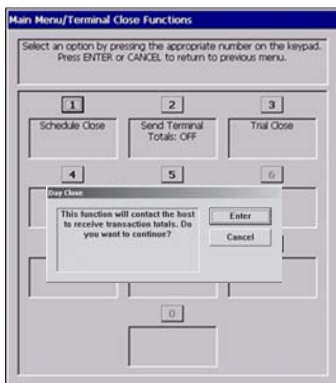 Main Menu/Terminal Close Functions
Select an option by pressing the appropriate number on the keypad.
Press ENTER or CANCEL to return to previous menu.
1
2
3
Schedule Close
Send Terminal
Totals: OFF
Trial Close
4
5
6
Day Close
This function will contact the host
to receive transaction totals. Do
you want to continue?
Enter
Cancel
0